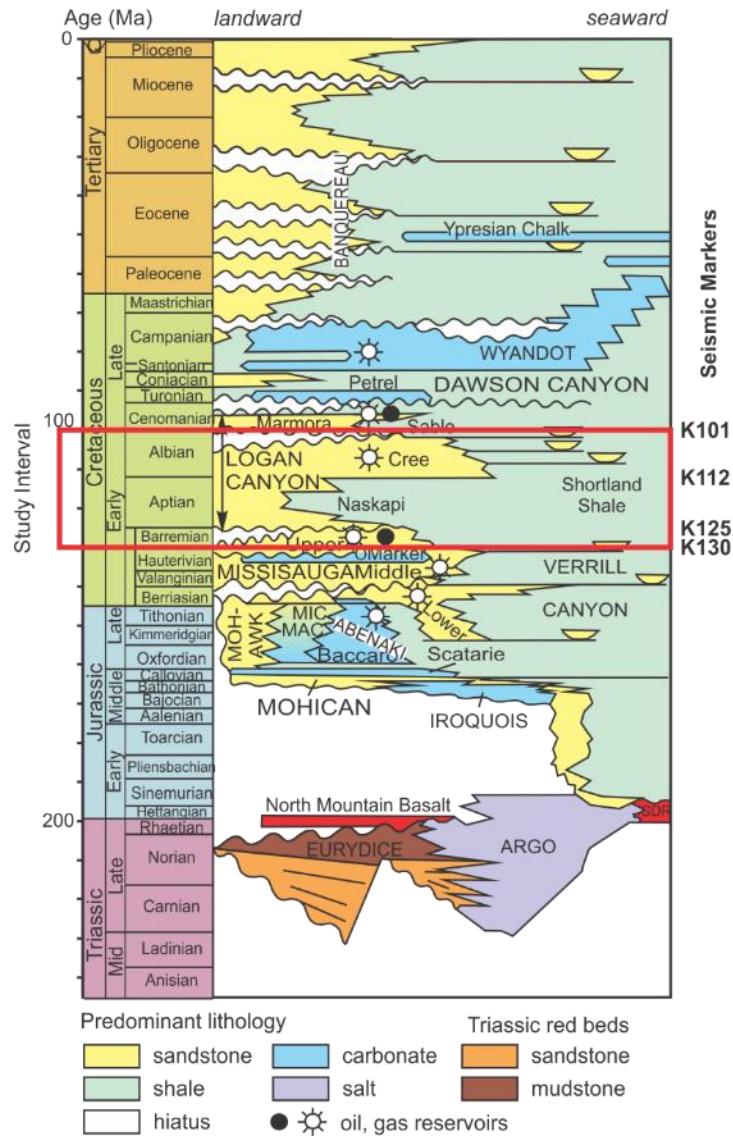 Age (Ma) landward seaward
0
100
200
Study Interval
Q
Tertiary
Pliocene
Miocene
Oligocene
Eocene
Paleocene
Cretaceous
Late
Early
Maastrichian
Campanian
Santonian
Coniacian
Turonian
Cenomanian
Albian
Aptian
Barremian
Hauterivian
Valanginian
Berriasian
Jurassic
Late
Middle
Early
Tithonian
Kimmeridgian
Oxfordian
Callovian
Bathonian
Bajocian
Aalenian
Toarcian
Pliensbachian
Sinemurian
Hettangian
Triassic
Late
Mid
Rhaetian
Norian
Carnian
Ladinian
Anisian
BANQUEREAU
Ypresian Chalk
WYANDOT
Petrel
DAWSON CANYON
Marmora
Sable
LOGAN
CANYON
Cree
Naskapi
Shortland
Shale
Upper
OMarker
MISSISAUGA Middle
Lower
VERRILL
CANYON
MOH-
AWK
MIC
MAC
ABENAKI
Baccaro
Scatarie
MOHICAN
IROQUOIS
North Mountain Basalt
SDR
EURYDICE
ARGO
Seismic Markers
K101
K112
K125
K130
Predominant lithology
sandstone
shale
hiatus
carbonate
salt
oil, gas reservoirs
Triassic red beds
sandstone
mudstone